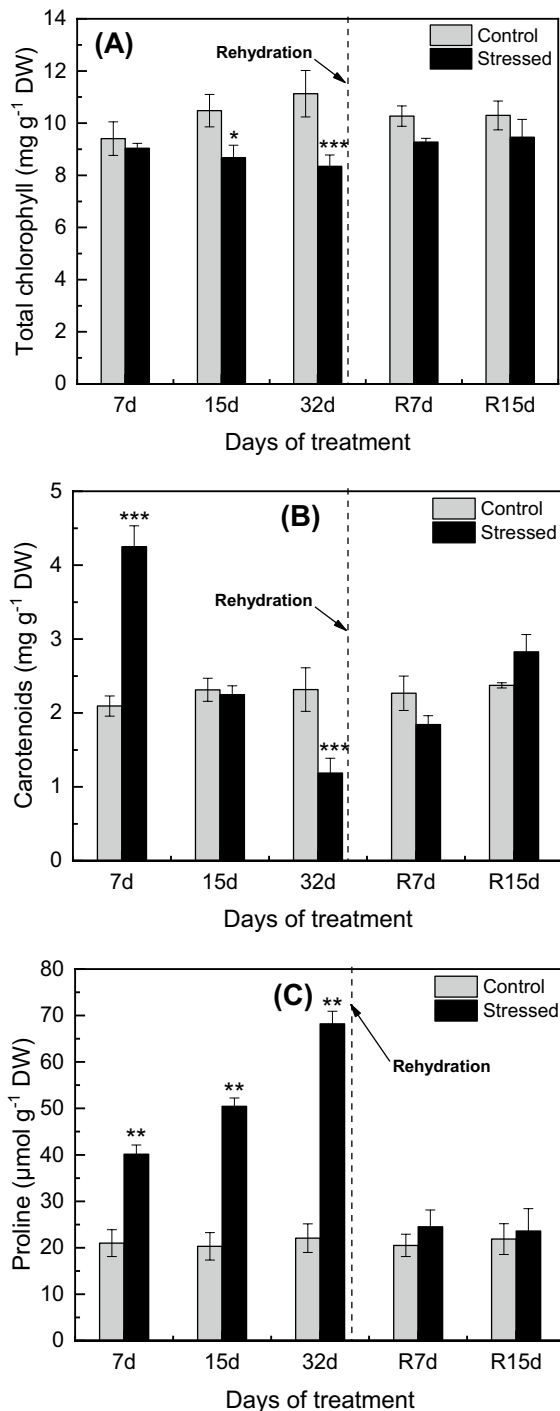 14
(A)
Control
Stressed
12
Rehydration
***
*
10
8
6
4
2
0
Total chlorophyll (mg g-1 DW)
7d 15d 32d R7d R15d
Days of treatment
5
***
(B)
Control
Stressed
4
Rehydration
3
2
***
1
0
Carotenoids (mg g-1 DW)
7d 15d 32d R7d R15d
Days of treatment
80
(C)
**
Control
Stressed
70
Rehydration
60
**
50
**
40
30
20
10
0
Proline (µmol g-1 DW)
7d 15d 32d R7d R15d
Days of treatment